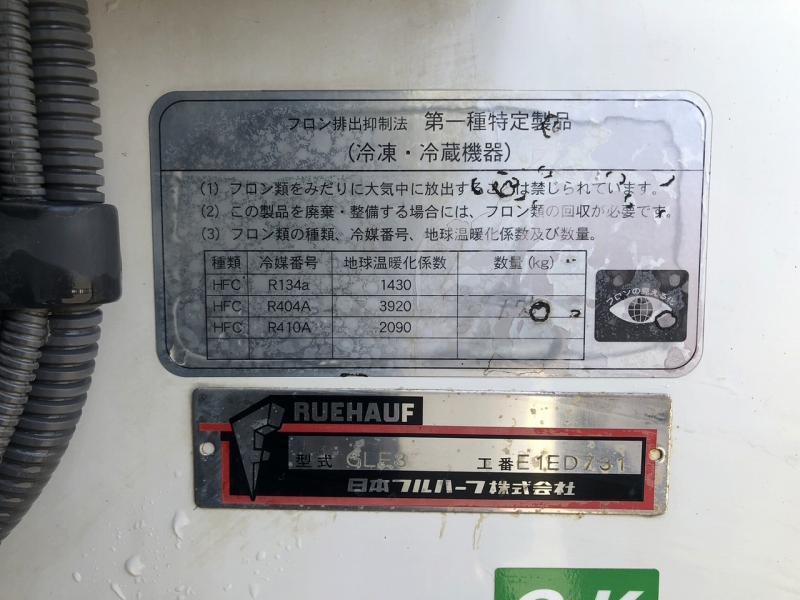 フロン排出抑制法 第一種特定製品
(冷凍・冷蔵機器)
(1) フロン類をみだりに大気中に放出することは禁じられています。
(2) この製品を廃棄・整備する場合には、フロン類の回収が必要です。
(3) フロン類の種類、冷媒番号、地球温暖化係数及び数量。
種類 冷媒番号 地球温暖化係数 数量 (kg)
HFC R134a 1430
HFC R404A 3920
HFC R410A 2090
フロンの見える化
FRUEHAUF
型式 GLE8 工番 E1ED731
日本フルハーフ株式会社